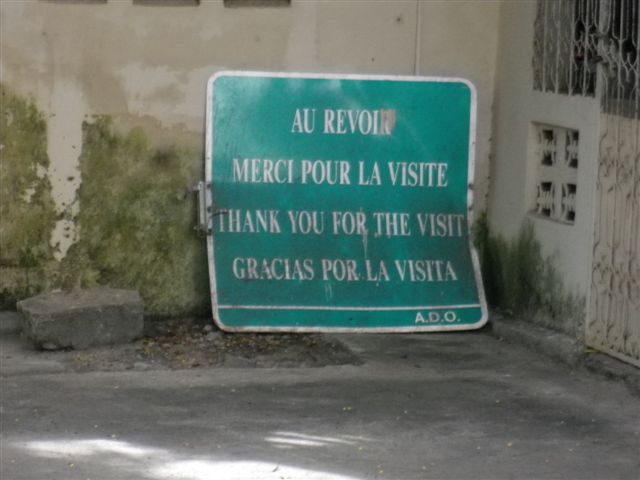 AU REVOIR
MERCI POUR LA VISITE
THANK YOU FOR THE VISIT
GRACIAS POR LA VISITA
A.D.O.